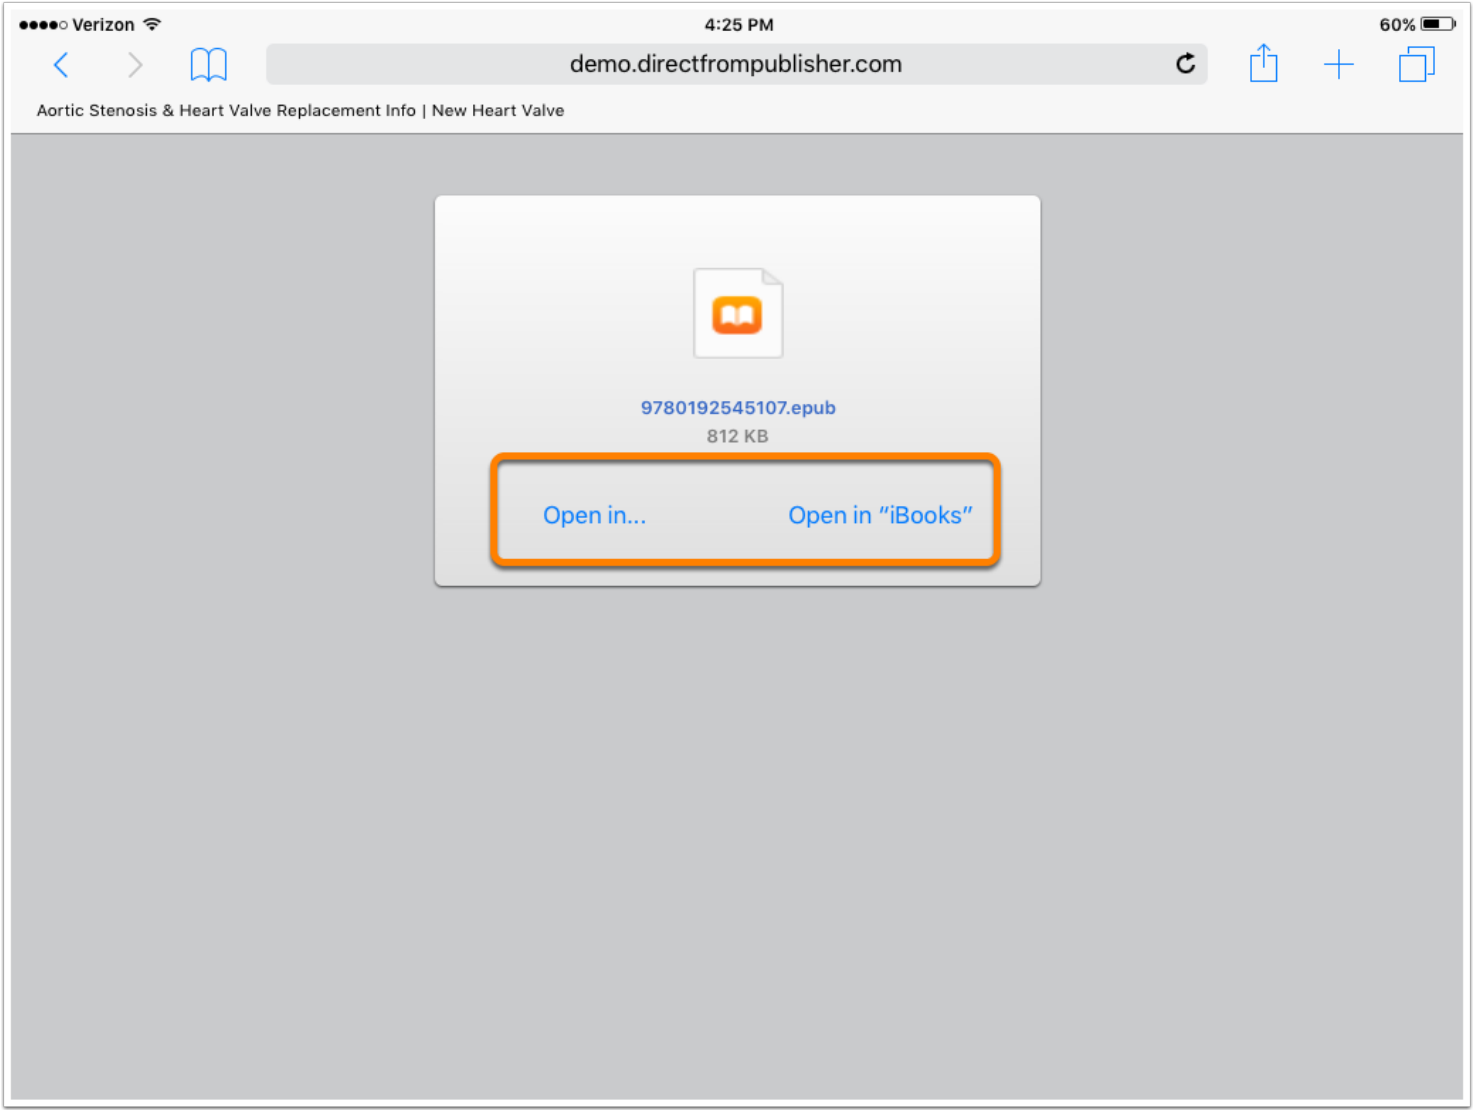 Verizon
4:25 PM
60%
demo.directfrompublisher.com
Aortic Stenosis & Heart Valve Replacement Info | New Heart Valve
9780192545107.epub
812 KB
Open in...
Open in “iBooks”